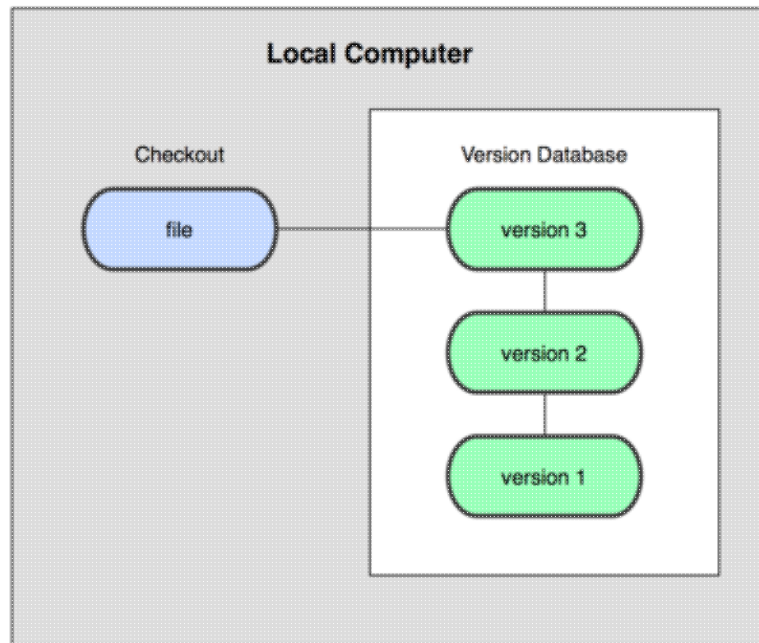 Local Computer
Checkout
Version Database
file
version 3
version 2
version 1